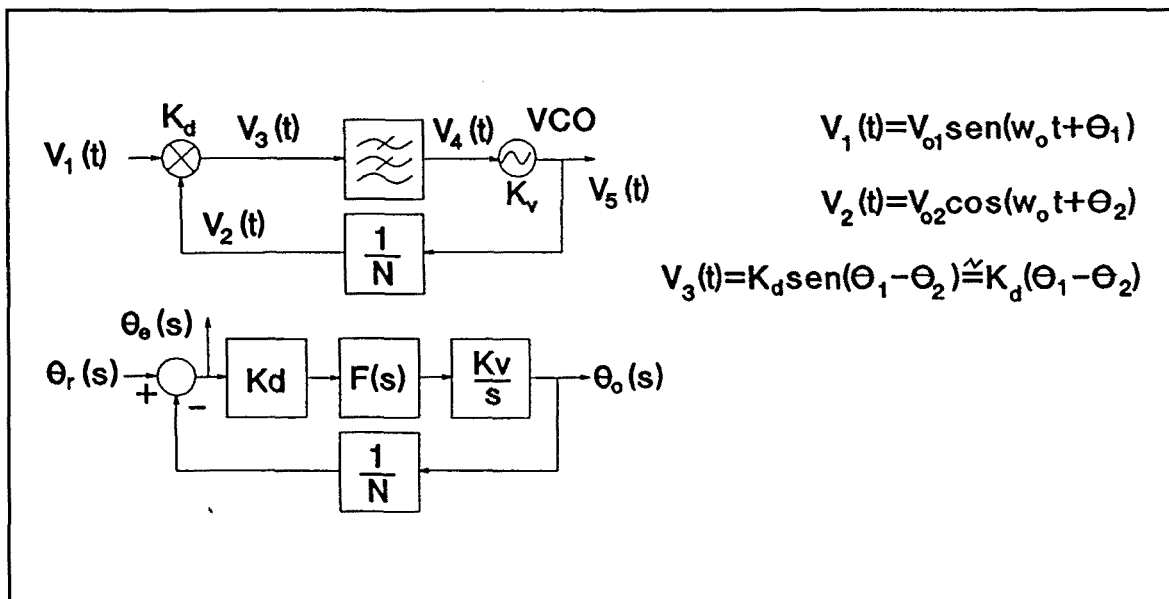 K_d
V_3(t)
V_4(t)
VCO
V_1(t)
K_v
V_5(t)
V_2(t)
1/N
V_1(t)=V_o1 sen(w_o t+Θ_1)
V_2(t)=V_o2 cos(w_o t+Θ_2)
V_3(t)=K_d sen(Θ_1-Θ_2)≅K_d(Θ_1-Θ_2)
Θ_e(s)
Θ_r(s)
+
-
Kd
F(s)
Kv/s
Θ_o(s)
1/N